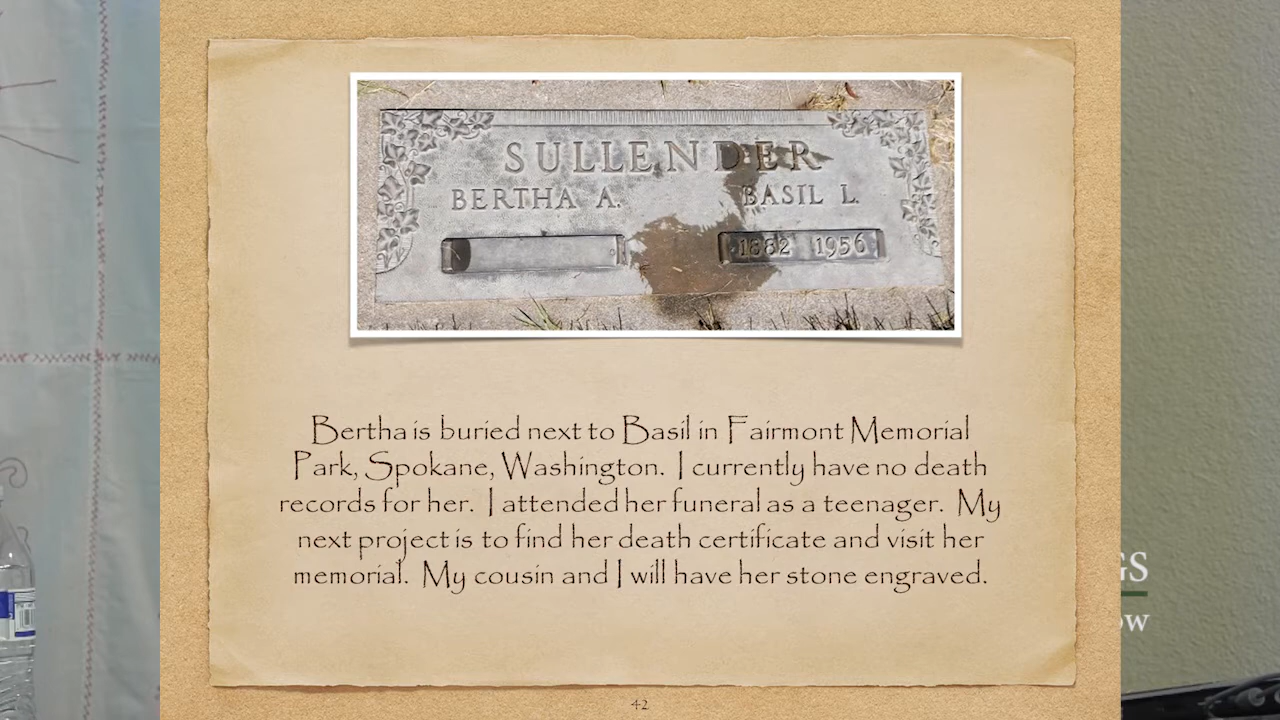 SULLENDER
BERTHA A.
BASIL L.
1882 1956
Bertha is buried next to Basil in Fairmont Memorial
Park, Spokane, Washington. I currently have no death
records for her. I attended her funeral as a teenager. My
next project is to find her death certificate and visit her
memorial. My cousin and I will have her stone engraved.
42
GS
ow